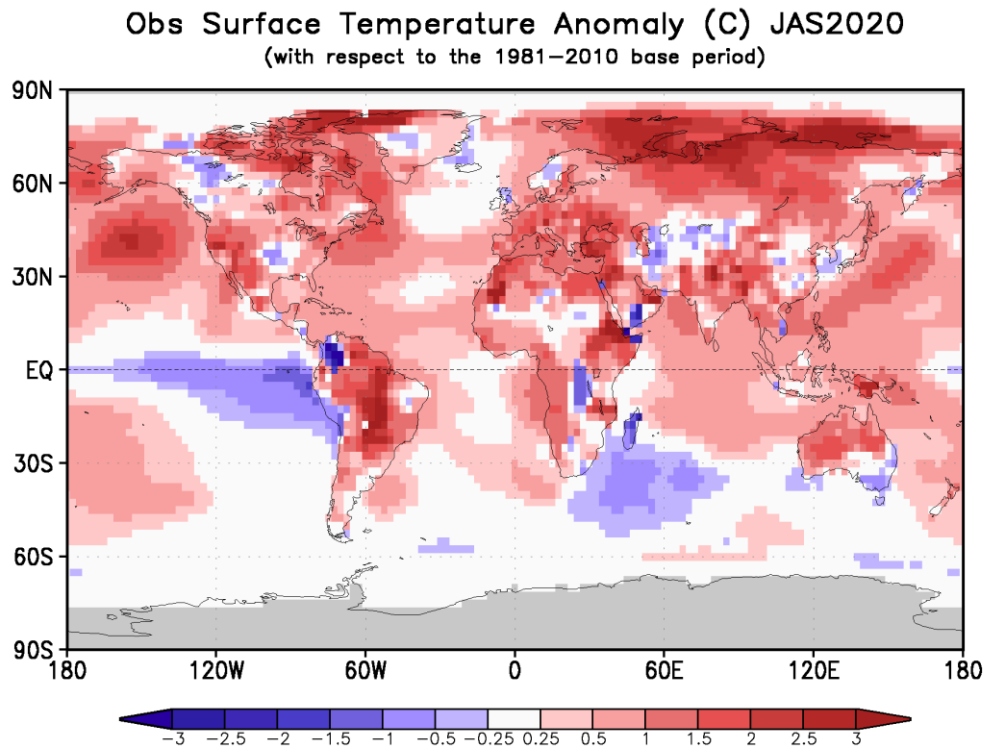 Obs Surface Temperature Anomaly (C) JAS2020
(with respect to the 1981–2010 base period)
90N
60N
30N
EQ
30S
60S
90S
180 120W 60W 0 60E 120E 180
-3 -2.5 -2 -1.5 -1 -0.5 -0.25 0.25 0.5 1 1.5 2 2.5 3